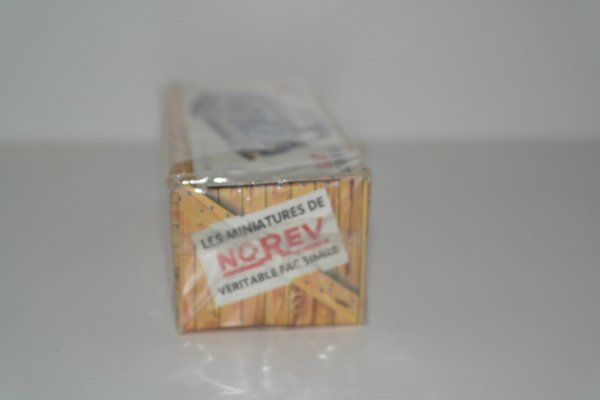 LES MINIATURES DE
NOREV
VERITABLE FAC SIMILE